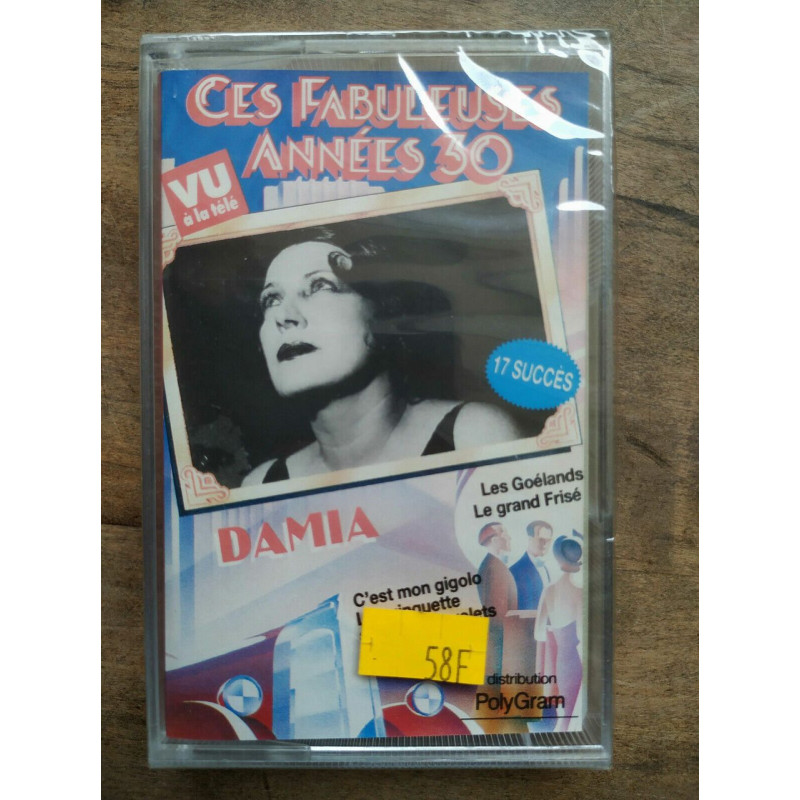 CES FABULEUSES
ANNÉES 30
VU
à la télé
17 SUCCÈS
Les Goélands
Le grand Frisé
DAMIA
C'est mon gigolo
58F
distribution
PolyGram